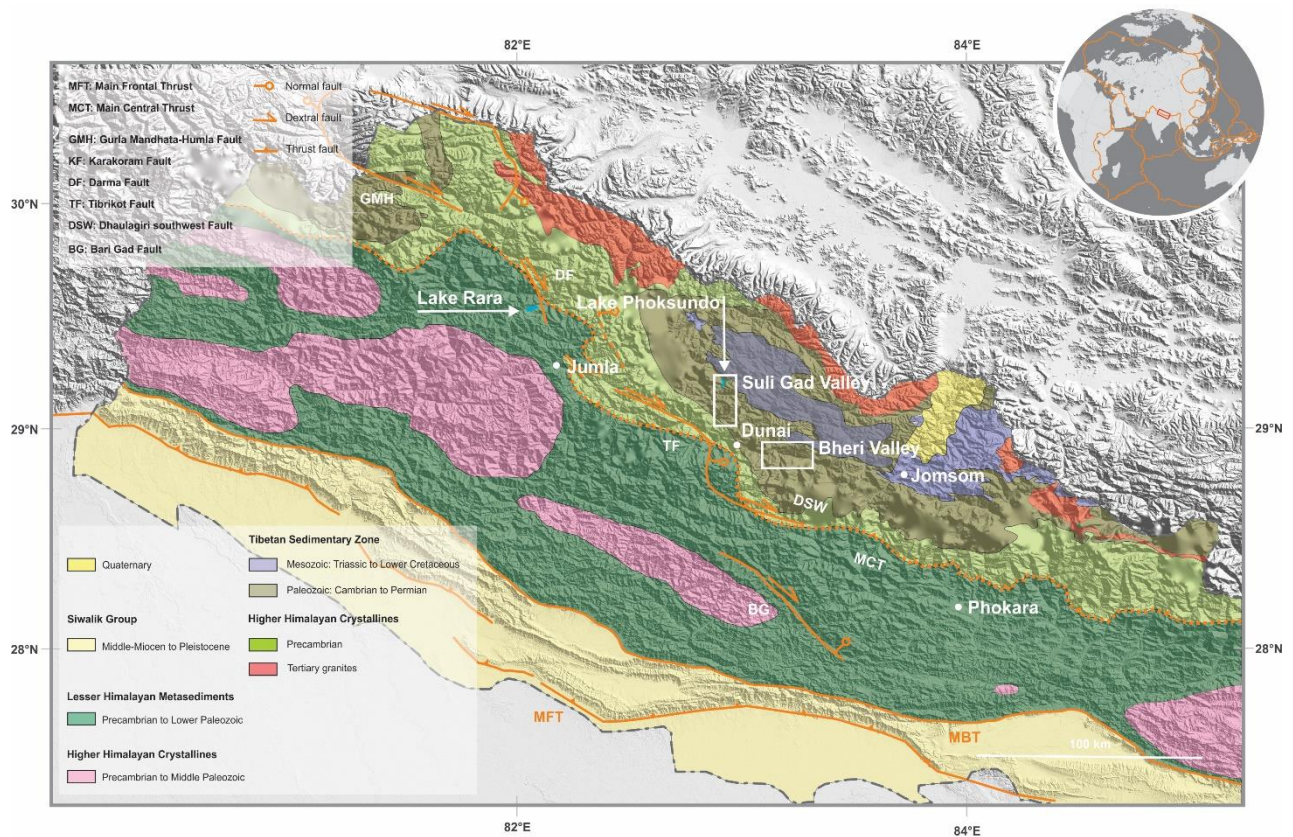 82°E
84°E
MFT: Main Frontal Thrust
MCT: Main Central Thrust
GMH: Gurla Mandhata-Humla Fault
KF: Karakoram Fault
DF: Darma Fault
TF: Tibrikot Fault
DSW: Dhaulagiri southwest Fault
BG: Bari Gad Fault
Normal fault
Dextral fault
Thrust fault
30°N
30°N
GMH
DF
Lake Rara
Lake Phoksundo
Jumla
Suli Gad Valley
29°N
29°N
Dunai
TF
Bheri Valley
Jomsom
DSW
MCT
BG
Phokara
28°N
28°N
MFT
MBT
100 km
Quaternary
Siwalik Group
Middle-Miocen to Pleistocene
Lesser Himalayan Metasediments
Precambrian to Lower Paleozoic
Higher Himalayan Crystallines
Precambrian to Middle Paleozoic
Tibetan Sedimentary Zone
Mesozoic: Triassic to Lower Cretaceous
Paleozoic: Cambrian to Permian
Higher Himalayan Crystallines
Precambrian
Tertiary granites
82°E
84°E